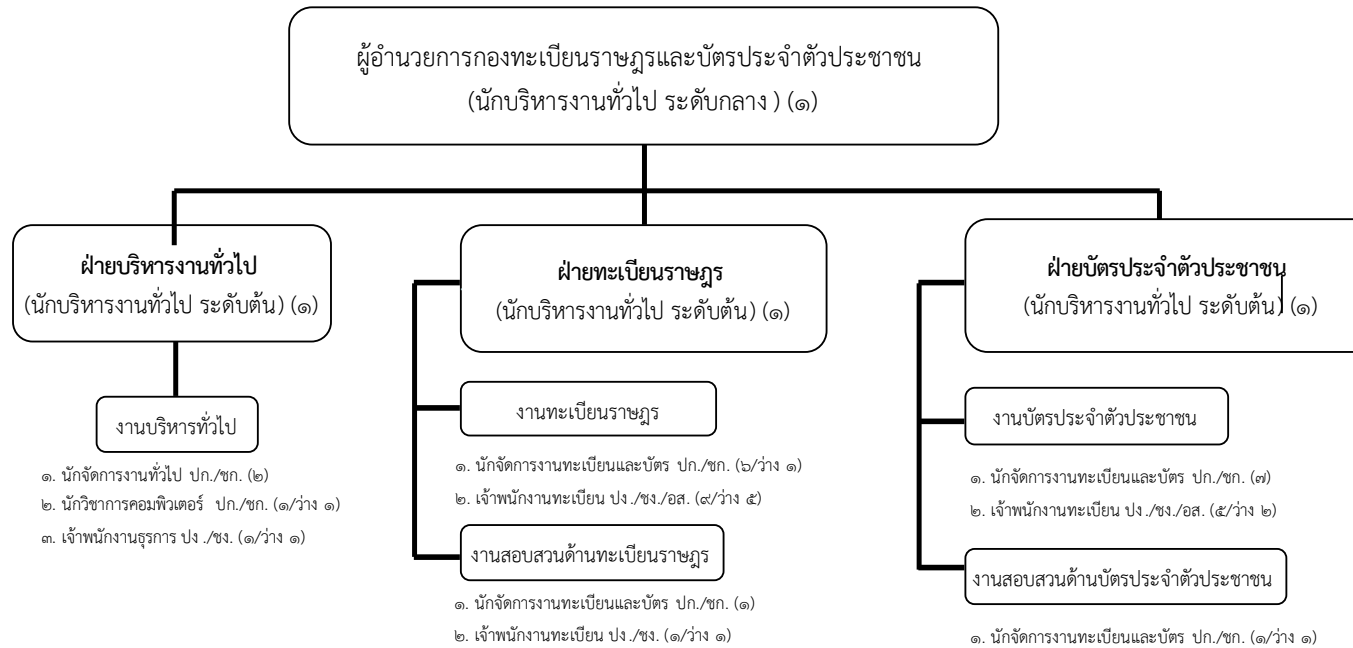 ผู้อำนวยการกองทะเบียนราษฎรและบัตรประจำตัวประชาชน
(นักบริหารงานทั่วไป ระดับกลาง ) (๑)
ฝ่ายบริหารงานทั่วไป
(นักบริหารงานทั่วไป ระดับต้น) (๑)
งานบริหารทั่วไป
๑. นักจัดการงานทั่วไป ปก./ชก. (๒)
๒. นักวิชาการคอมพิวเตอร์ ปก./ชก. (๑/ว่าง ๑)
๓. เจ้าพนักงานธุรการ ปง ./ชง. (๑/ว่าง ๑)
ฝ่ายทะเบียนราษฎร
(นักบริหารงานทั่วไป ระดับต้น) (๑)
งานทะเบียนราษฎร
๑. นักจัดการงานทะเบียนและบัตร ปก./ชก. (๖/ว่าง ๑)
๒. เจ้าพนักงานทะเบียน ปง ./ชง./อส. (๙/ว่าง ๕)
งานสอบสวนด้านทะเบียนราษฎร
๑. นักจัดการงานทะเบียนและบัตร ปก./ชก. (๑)
๒. เจ้าพนักงานทะเบียน ปง ./ชง. (๑/ว่าง ๑)
ฝ่ายบัตรประจำตัวประชาชน
(นักบริหารงานทั่วไป ระดับต้น) (๑)
งานบัตรประจำตัวประชาชน
๑. นักจัดการงานทะเบียนและบัตร ปก./ชก. (๗)
๒. เจ้าพนักงานทะเบียน ปง ./ชง./อส. (๕/ว่าง ๒)
งานสอบสวนด้านบัตรประจำตัวประชาชน
๑. นักจัดการงานทะเบียนและบัตร ปก./ชก. (๑/ว่าง ๑)